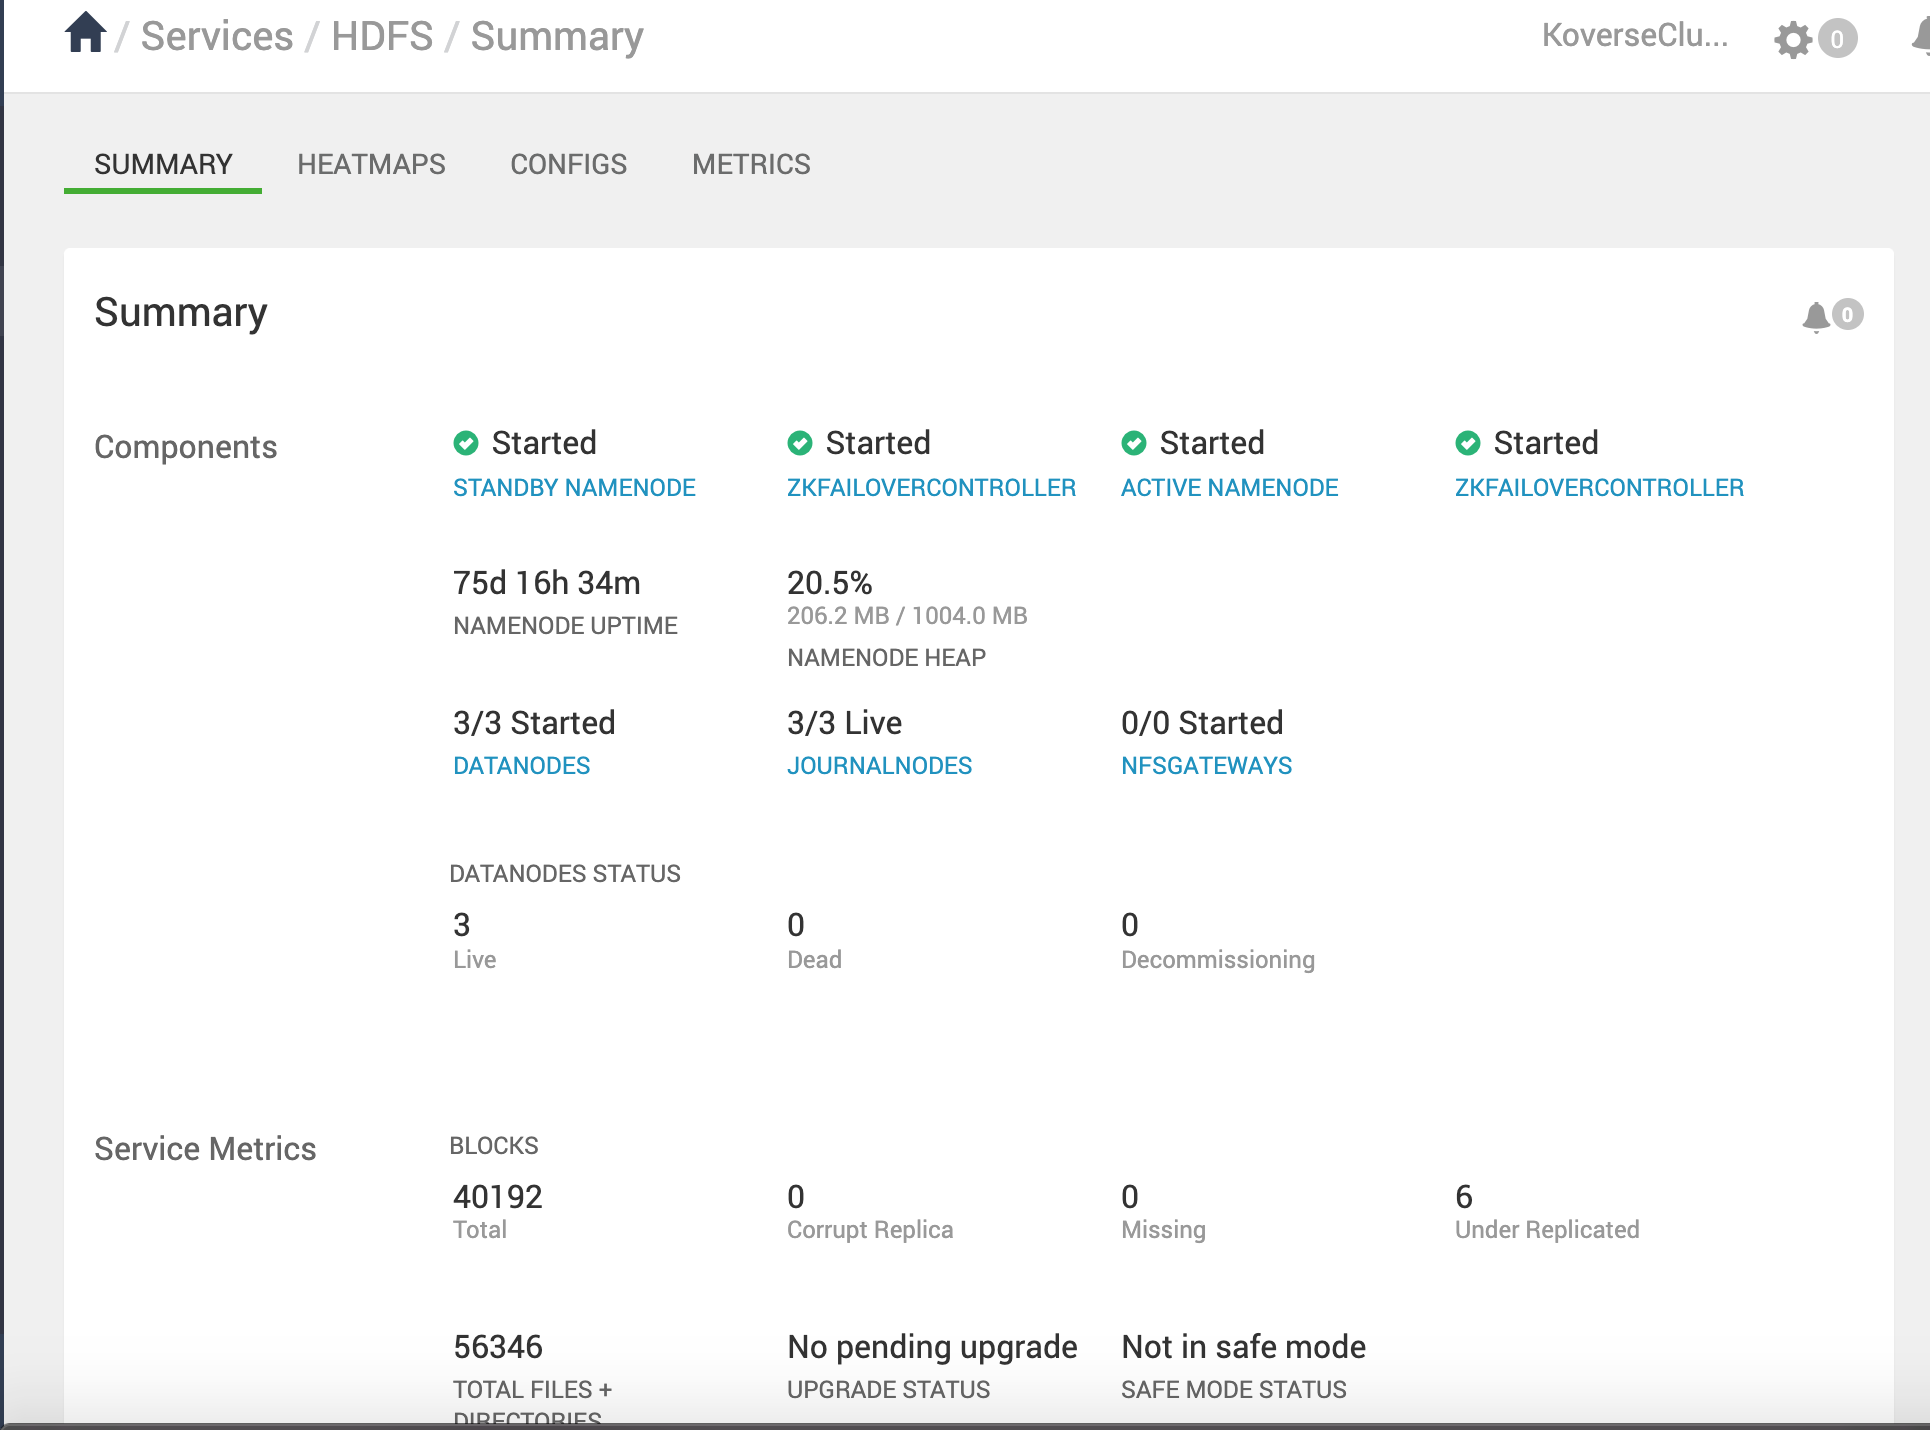 / Services / HDFS / Summary
KoverseClu...
0
SUMMARY HEATMAPS CONFIGS METRICS
Summary
0
Components
Started Started Started Started
STANDBY NAMENODE ZKFAILOVERCONTROLLER ACTIVE NAMENODE ZKFAILOVERCONTROLLER
75d 16h 34m 20.5%
206.2 MB / 1004.0 MB
NAMENODE UPTIME
NAMENODE HEAP
3/3 Started 3/3 Live 0/0 Started
DATANODES JOURNALNODES NFSGATEWAYS
DATANODES STATUS
3 0 0
Live Dead Decommissioning
Service Metrics
BLOCKS
40192 0 0 6
Total Corrupt Replica Missing Under Replicated
56346 No pending upgrade Not in safe mode
TOTAL FILES + UPGRADE STATUS SAFE MODE STATUS
DIRECTORIES